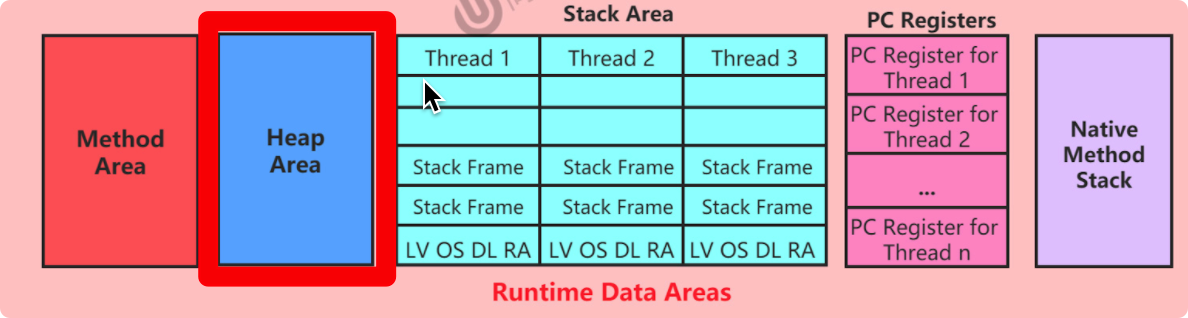 Stack Area
PC Registers
Method
Area
Heap
Area
Thread 1
Thread 2
Thread 3
Stack Frame
Stack Frame
Stack Frame
Stack Frame
Stack Frame
Stack Frame
LV OS DL RA
LV OS DL RA
LV OS DL RA
PC Register for
Thread 1
PC Register for
Thread 2
...
PC Register for
Thread n
Native
Method
Stack
Runtime Data Areas